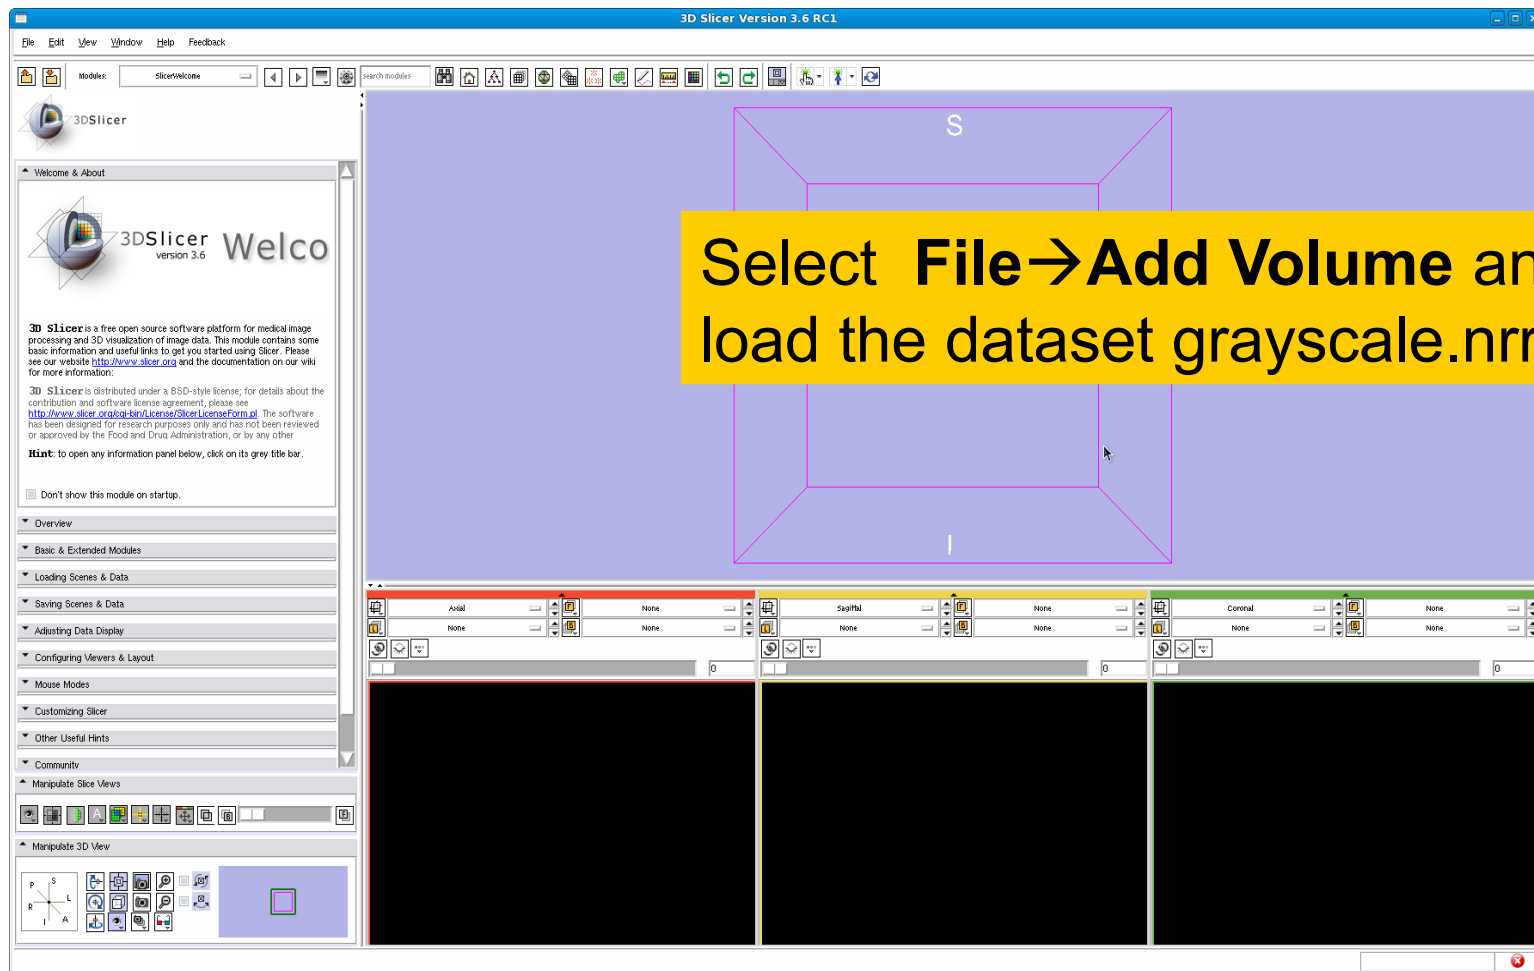 3D Slicer Version 3.6 RC1
File Edit View Window Help Feedback
Modules: SlicerWelcome search modules
3DSlicer
Welcome & About
3DSlicer Welco
version 3.6
3D Slicer is a free open source software platform for medical image
processing and 3D visualization of image data. This module contains some
basic information and useful links to get you started using Slicer. Please
see our website http://www.slicer.org and the documentation on our wiki
for more information:
3D Slicer is distributed under a BSD-style license; for details about the
contribution and software license agreement, please see
http://www.slicer.org/cgi-bin/License/SlicerLicenseForm.pl. The software
has been designed for research purposes only and has not been reviewed
or approved by the Food and Drug Administration, or by any other
Hint: to open any information panel below, click on its grey title bar.
Don't show this module on startup.
Overview
Basic & Extended Modules
Loading Scenes & Data
Saving Scenes & Data
Adjusting Data Display
Configuring Viewers & Layout
Mouse Modes
Customizing Slicer
Other Useful Hints
Community
Manipulate Slice Views
Manipulate 3D View
P S L R I A
S
Select File→Add Volume an
load the dataset grayscale.nrr
I
Axial None Sagittal None Coronal None
None None None None None None
0 0 0